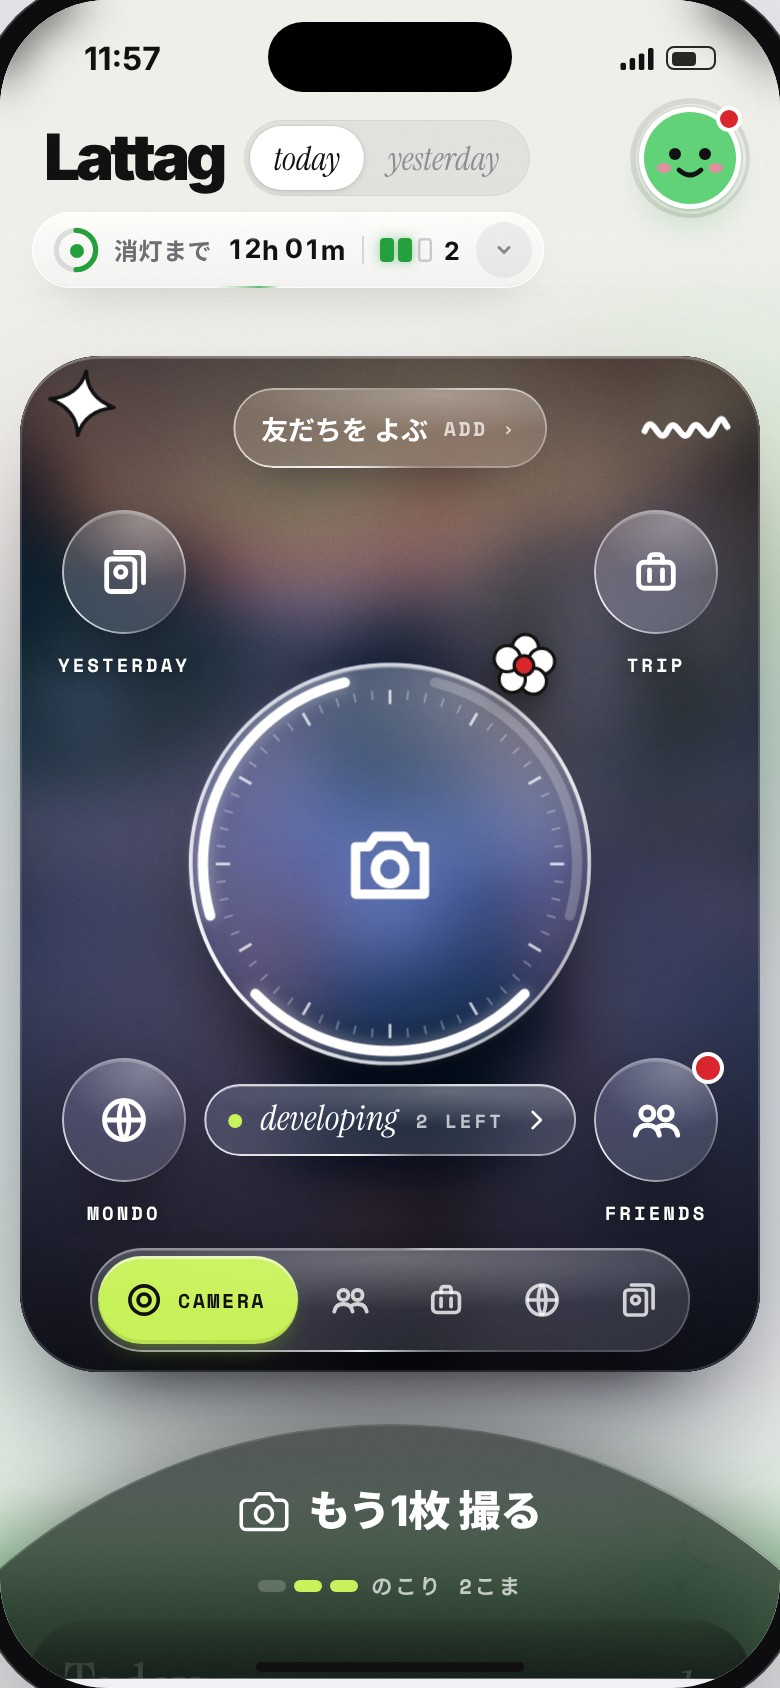 11:57
Lattag today yesterday
消灯まで 12h 01m 2
友だちを よぶ ADD ›
YESTERDAY
TRIP
developing 2 LEFT
MONDO
FRIENDS
CAMERA
もう1枚 撮る
のこり 2こま